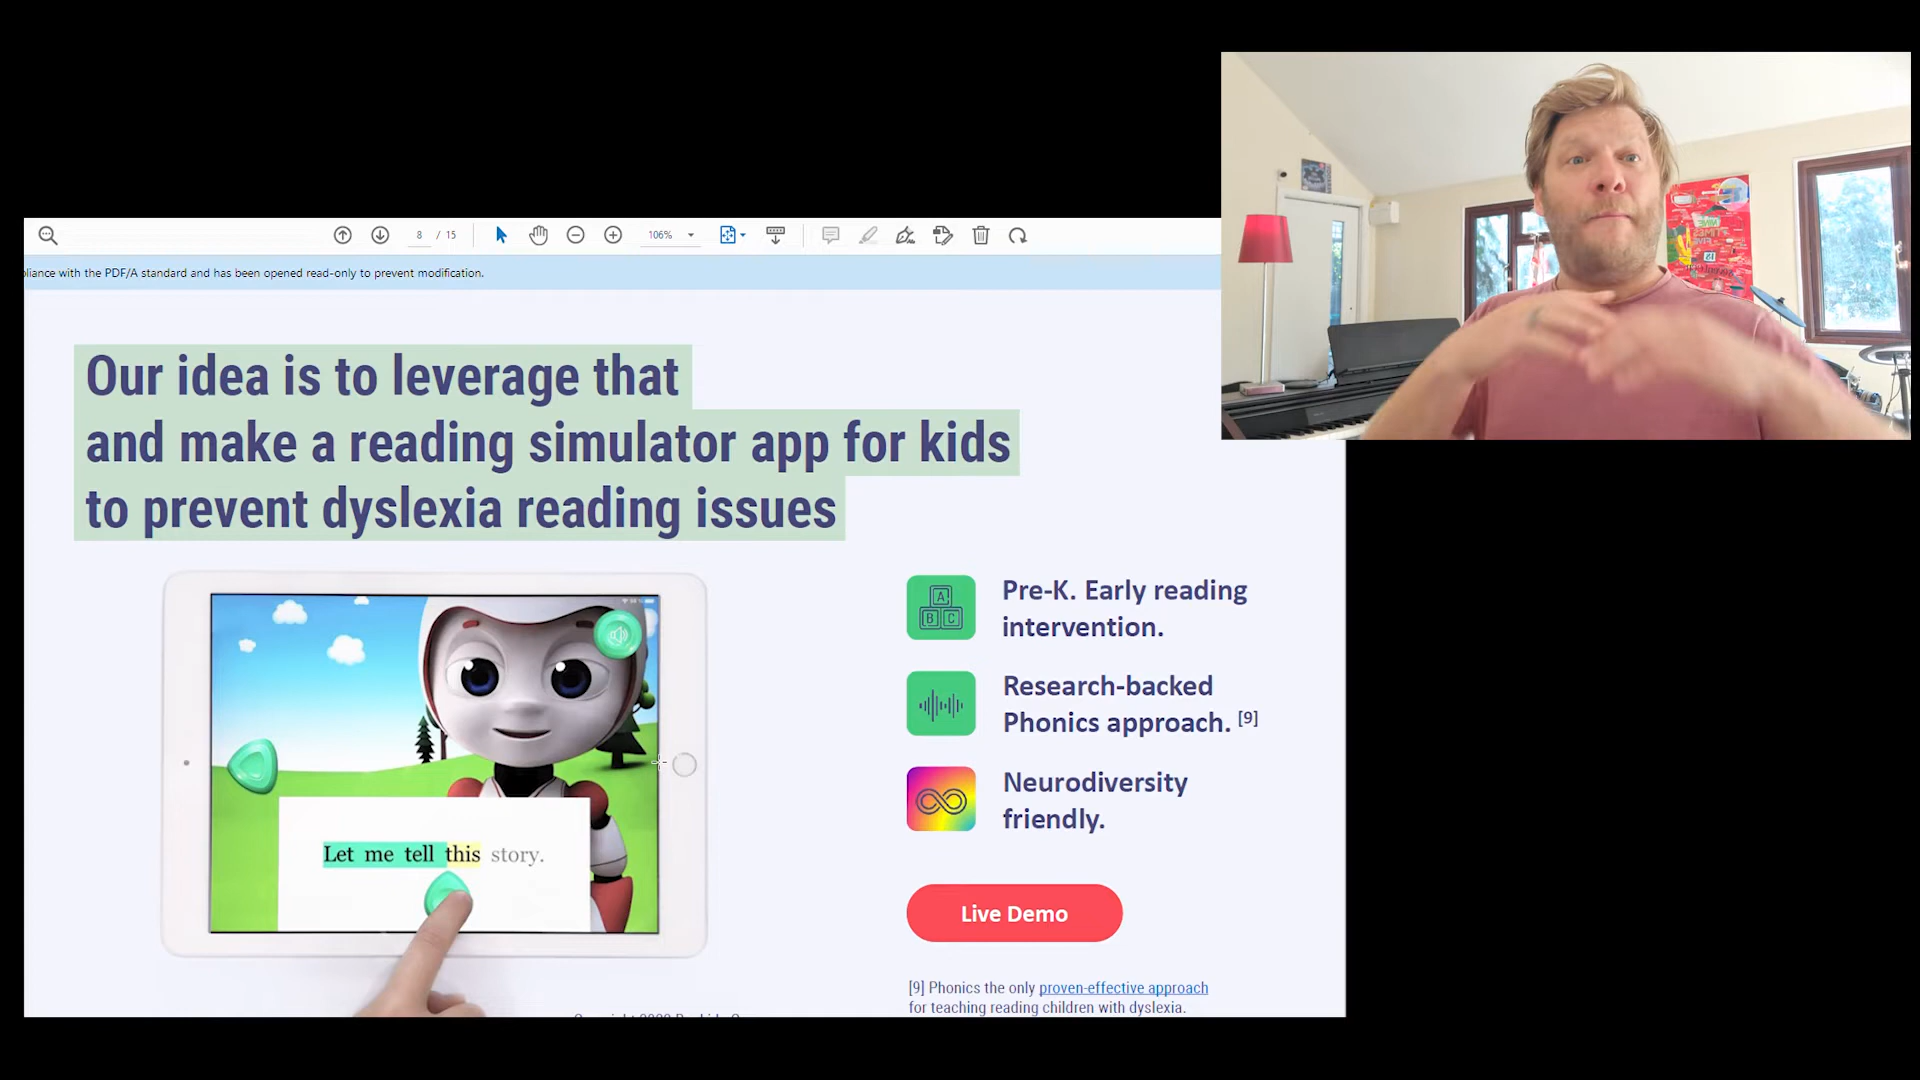 8 / 15
106%
liance with the PDF/A standard and has been opened read-only to prevent modification.
Our idea is to leverage that
and make a reading simulator app for kids
to prevent dyslexia reading issues
Let me tell this story.
Pre-K. Early reading
intervention.
A
B C
Research-backed
Phonics approach. [9]
Neurodiversity
friendly.
Live Demo
[9] Phonics the only proven-effective approach
for teaching reading children with dyslexia.